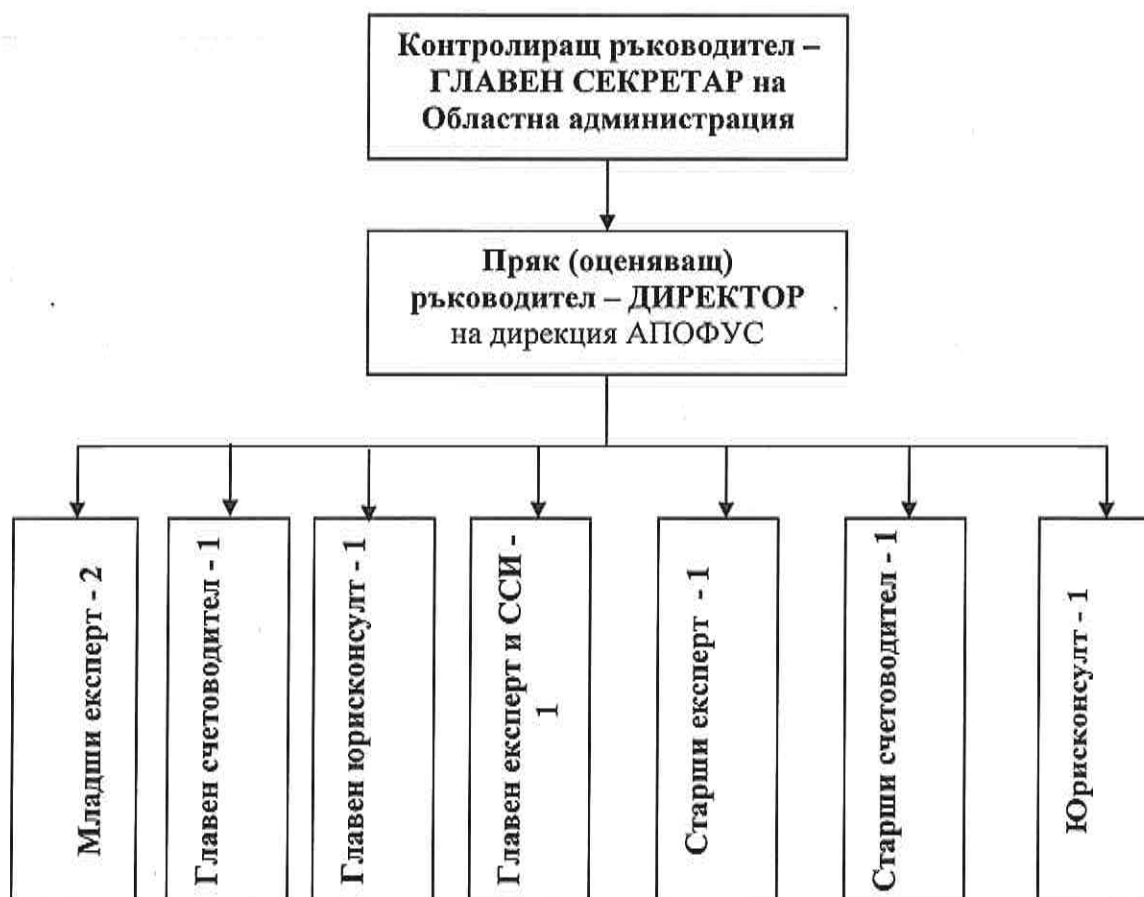 Контролиращ ръководител –
ГЛАВЕН СЕКРЕТАР на
Областна администрация
Пряк (оценяващ)
ръководител – ДИРЕКТОР
на дирекция АПОФУС
Младши експерт - 2
Главен счетоводител - 1
Главен юрисконсулт - 1
Главен експерт и ССИ -
1
Старши експерт - 1
Старши счетоводител - 1
Юрисконсулт - 1